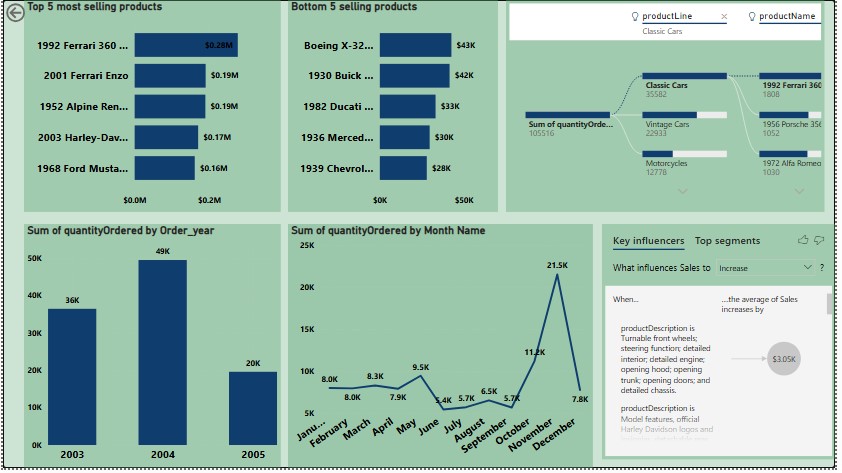 Top 5 most selling products
1992 Ferrari 360 ...
$0.28M
2001 Ferrari Enzo
$0.19M
1952 Alpine Ren...
$0.19M
2003 Harley-Dav...
$0.17M
1968 Ford Musta...
$0.16M
$0.0M
$0.2M
Bottom 5 selling products
Boeing X-32...
$43K
1930 Buick ...
$42K
1982 Ducati ...
$33K
1936 Merced...
$30K
1939 Chevrol...
$28K
$0K
$50K
productLine
productName
Classic Cars
Sum of quantityOrde...
105516
Classic Cars
35582
Vintage Cars
22933
Motorcycles
12778
1992 Ferrari 360
1808
1956 Porsche 356
1052
1972 Alfa Romeo
1030
Sum of quantityOrdered by Order_year
50K
40K
30K
20K
10K
0K
36K
49K
20K
2003
2004
2005
Sum of quantityOrdered by Month Name
25K
20K
15K
10K
5K
8.0K
8.0K
8.3K
7.9K
9.5K
5.4K
5.7K
6.5K
5.7K
11.2K
21.5K
7.8K
Janu...
February
March
April
May
June
July
August
September
October
November
December
Key influencers
Top segments
What influences Sales to
Increase
?
When...
...the average of Sales
increases by
productDescription is
Turnable front wheels;
steering function; detailed
interior; detailed engine;
opening hood; opening
trunk; opening doors; and
detailed chassis.
$3.05K
productDescription is
Model features, official
Harley Davidson logos and